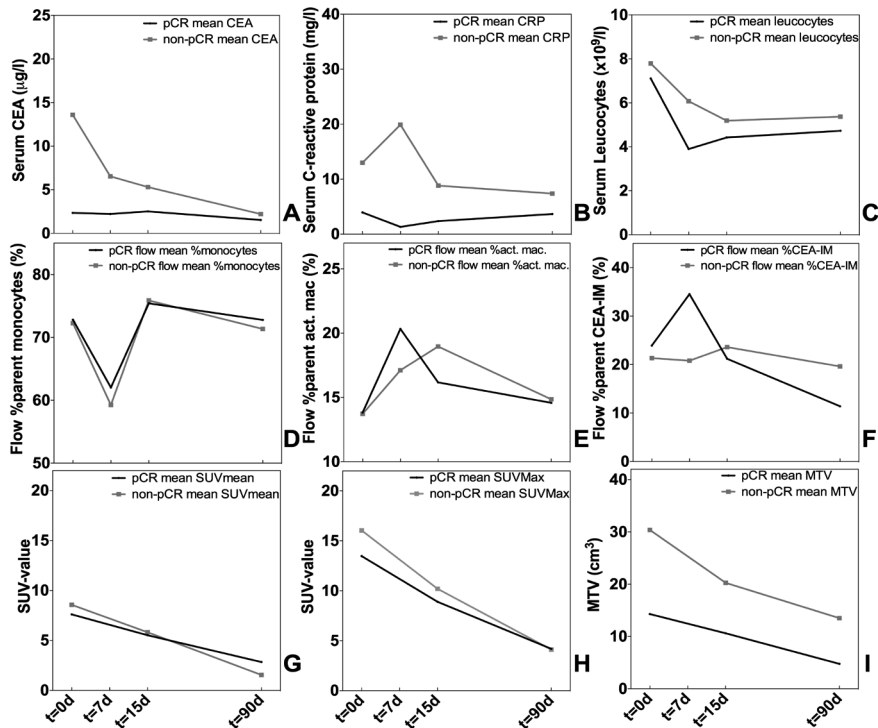 pCR mean CEA
non-pCR mean CEA
Serum CEA (µg/l)
25
20
15
10
5
0
A
pCR mean CRP
non-pCR mean CRP
Serum C-reactive protein (mg/l)
40
30
20
10
0
B
pCR mean leucocytes
non-pCR mean leucocytes
Serum Leucocytes (x10⁹/l)
10
8
6
4
2
0
C
pCR flow mean %monocytes
non-pCR flow mean %monocytes
Flow %parent monocytes (%)
80
70
60
50
D
pCR flow mean %act. mac.
non-pCR flow mean %act. mac.
Flow %parent act. mac (%)
25
20
15
10
E
pCR flow mean %CEA-IM
non-pCR flow mean %CEA-IM
Flow %parent CEA-IM (%)
40
30
20
10
0
F
pCR mean SUVmean
non-pCR mean SUVmean
SUV-value
20
15
10
5
0
G
t=0d
t=7d
t=15d
t=90d
pCR mean SUVMax
non-pCR mean SUVMax
SUV-value
20
15
10
5
0
H
t=0d
t=7d
t=15d
t=90d
pCR mean MTV
non-pCR mean MTV
MTV (cm³)
40
30
20
10
0
I
t=0d
t=7d
t=15d
t=90d